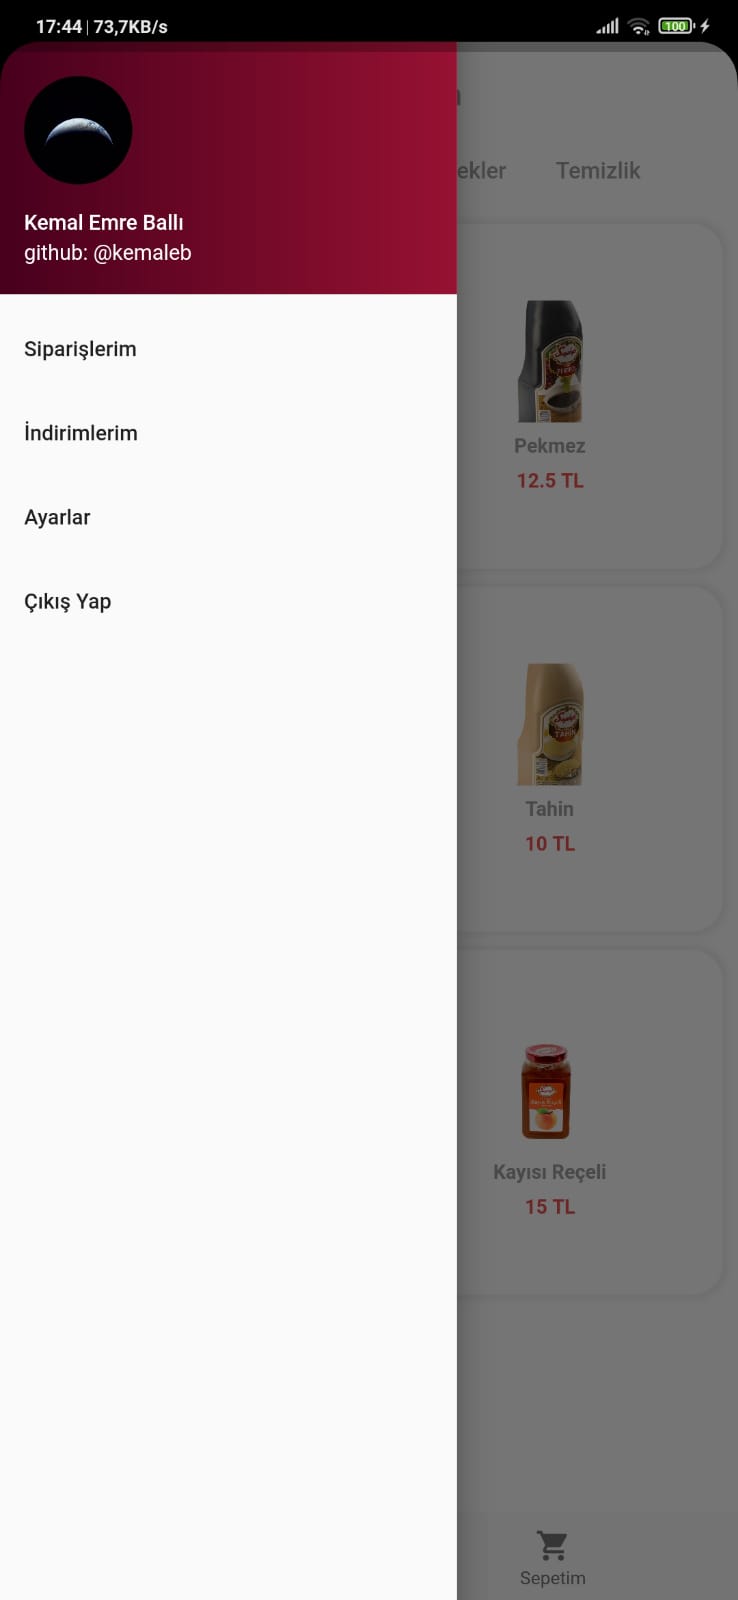 17:44 | 73,7KB/s
100
Kemal Emre Ballı
github: @kemaleb
Siparişlerim
İndirimlerim
Ayarlar
Çıkış Yap
ekler
Temizlik
Pekmez
12.5 TL
TAHİN
Tahin
10 TL
Kayısı Reçeli
15 TL
Sepetim